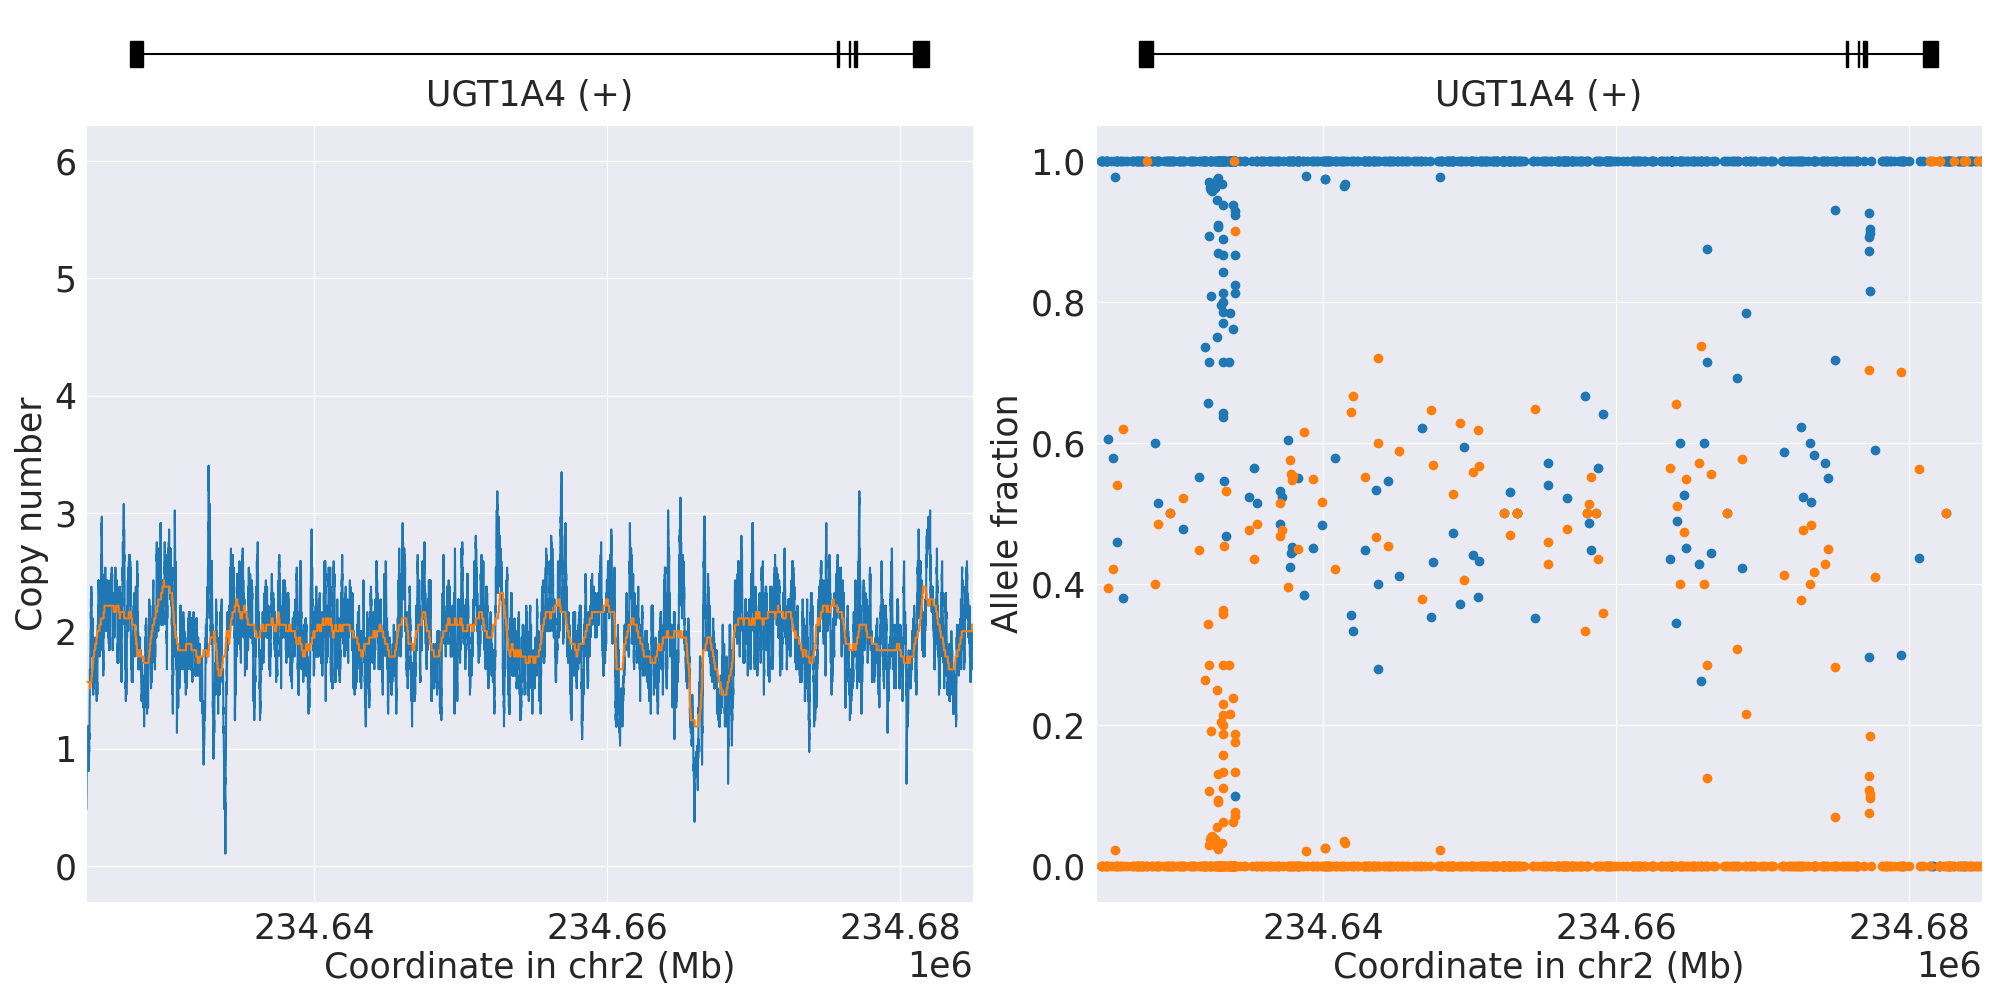 UGT1A4 (+)
6
5
4
3
2
1
0
Copy number
234.64
234.66
234.68
Coordinate in chr2 (Mb)
1e6
UGT1A4 (+)
1.0
0.8
0.6
0.4
0.2
0.0
Allele fraction
234.64
234.66
234.68
Coordinate in chr2 (Mb)
1e6